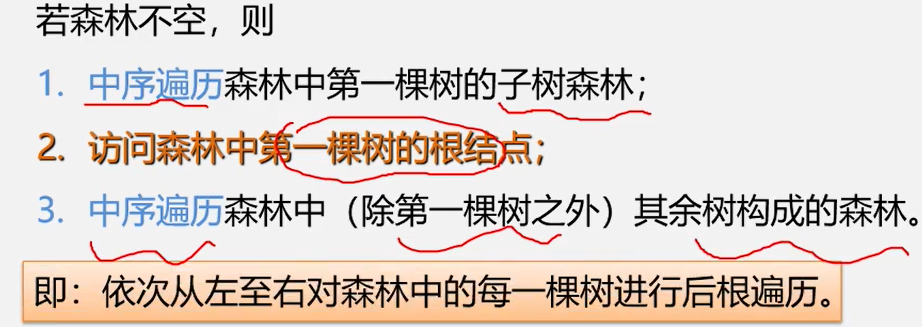 若森林不空，则
1. 中序遍历森林中第一棵树的子树森林；
2. 访问森林中第一棵树的根结点；
3. 中序遍历森林中（除第一棵树之外）其余树构成的森林。
即：依次从左至右对森林中的每一棵树进行后根遍历。